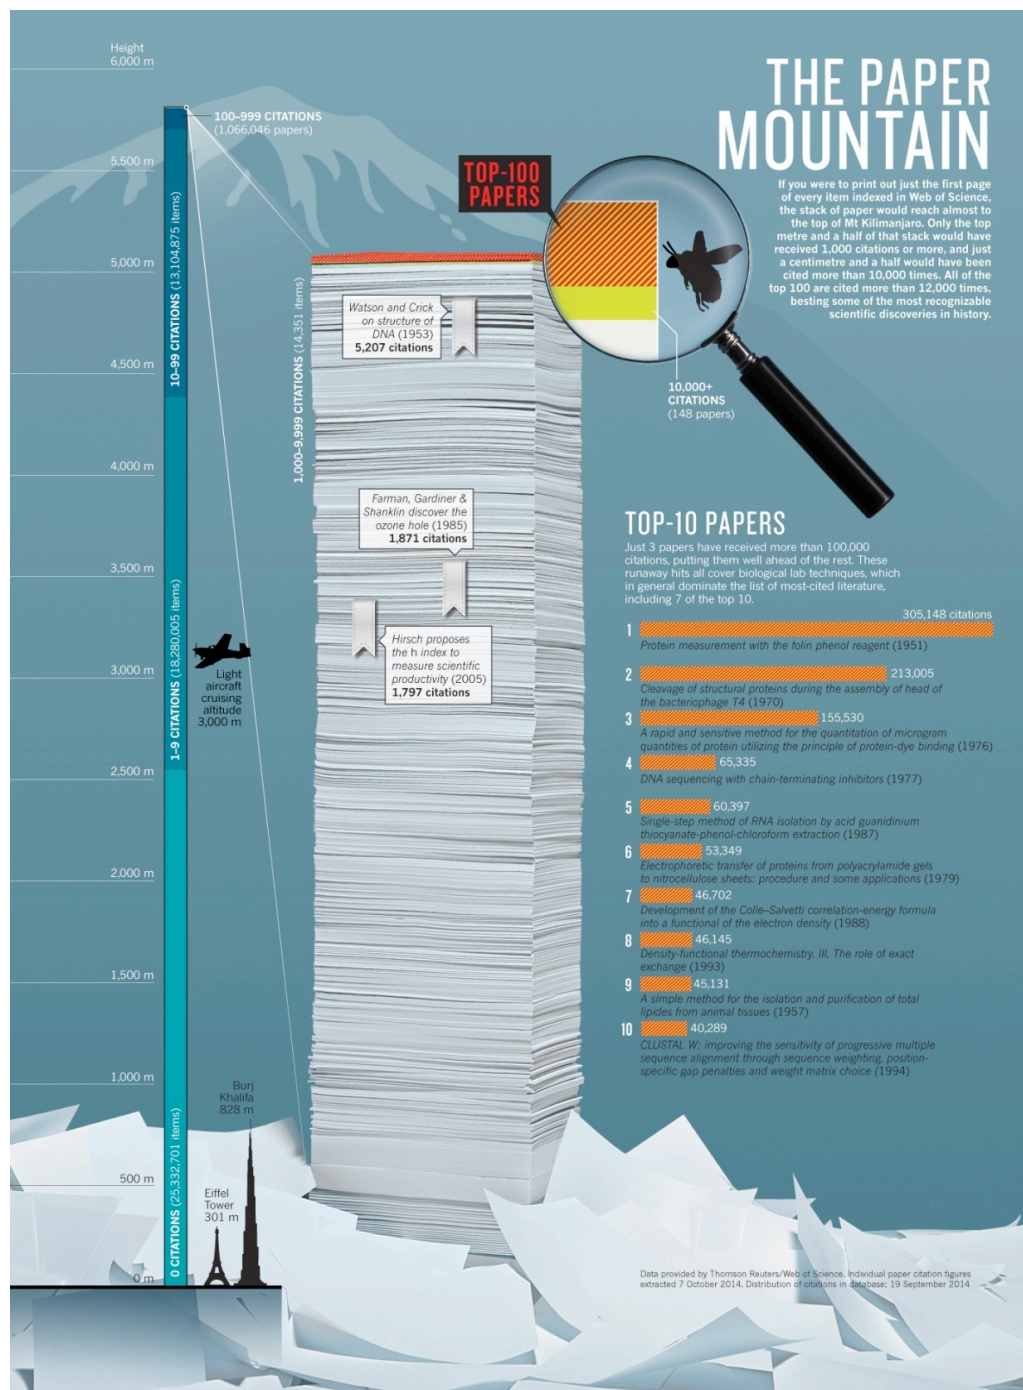 Height
6,000 m
5,500 m
5,000 m
4,500 m
4,000 m
3,500 m
3,000 m
2,500 m
2,000 m
1,500 m
1,000 m
500 m
0 m
100–999 CITATIONS
(1,066,046 papers)
10–99 CITATIONS (13,104,875 items)
1–9 CITATIONS (18,280,005 items)
0 CITATIONS (25,332,701 items)
Light
aircraft
cruising
altitude
3,000 m
Burj
Khalifa
828 m
Eiffel
Tower
301 m
1,000–9,999 CITATIONS (14,351 items)
TOP-100
PAPERS
Watson and Crick
on structure of
DNA (1953)
5,207 citations
Farman, Gardiner &
Shanklin discover the
ozone hole (1985)
1,871 citations
Hirsch proposes
the h index to
measure scientific
productivity (2005)
1,797 citations
THE PAPER
MOUNTAIN
If you were to print out just the first page
of every item indexed in Web of Science,
the stack of paper would reach almost to
the top of Mt Kilimanjaro. Only the top
metre and a half of that stack would have
received 1,000 citations or more, and just
a centimetre and a half would have been
cited more than 10,000 times. All of the
top 100 are cited more than 12,000 times,
besting some of the most recognizable
scientific discoveries in history.
10,000+
CITATIONS
(148 papers)
TOP-10 PAPERS
Just 3 papers have received more than 100,000
citations, putting them well ahead of the rest. These
runaway hits all cover biological lab techniques, which
in general dominate the list of most-cited literature,
including 7 of the top 10.
305,148 citations
1
Protein measurement with the folin phenol reagent (1951)
2 213,005
Cleavage of structural proteins during the assembly of head of
the bacteriophage T4 (1970)
3 155,530
A rapid and sensitive method for the quantitation of microgram
quantities of protein utilizing the principle of protein-dye binding (1976)
4 65,335
DNA sequencing with chain-terminating inhibitors (1977)
5 60,397
Single-step method of RNA isolation by acid guanidinium
thiocyanate-phenol-chloroform extraction (1987)
6 53,349
Electrophoretic transfer of proteins from polyacrylamide gels
to nitrocellulose sheets: procedure and some applications (1979)
7 46,702
Development of the Colle–Salvetti correlation-energy formula
into a functional of the electron density (1988)
8 46,145
Density-functional thermochemistry. III. The role of exact
exchange (1993)
9 45,131
A simple method for the isolation and purification of total
lipides from animal tissues (1957)
10 40,289
CLUSTAL W: improving the sensitivity of progressive multiple
sequence alignment through sequence weighting, position-
specific gap penalties and weight matrix choice (1994)
Data provided by Thomson Reuters/Web of Science. Individual paper citation figures
extracted 7 October 2014. Distribution of citations in database: 19 September 2014